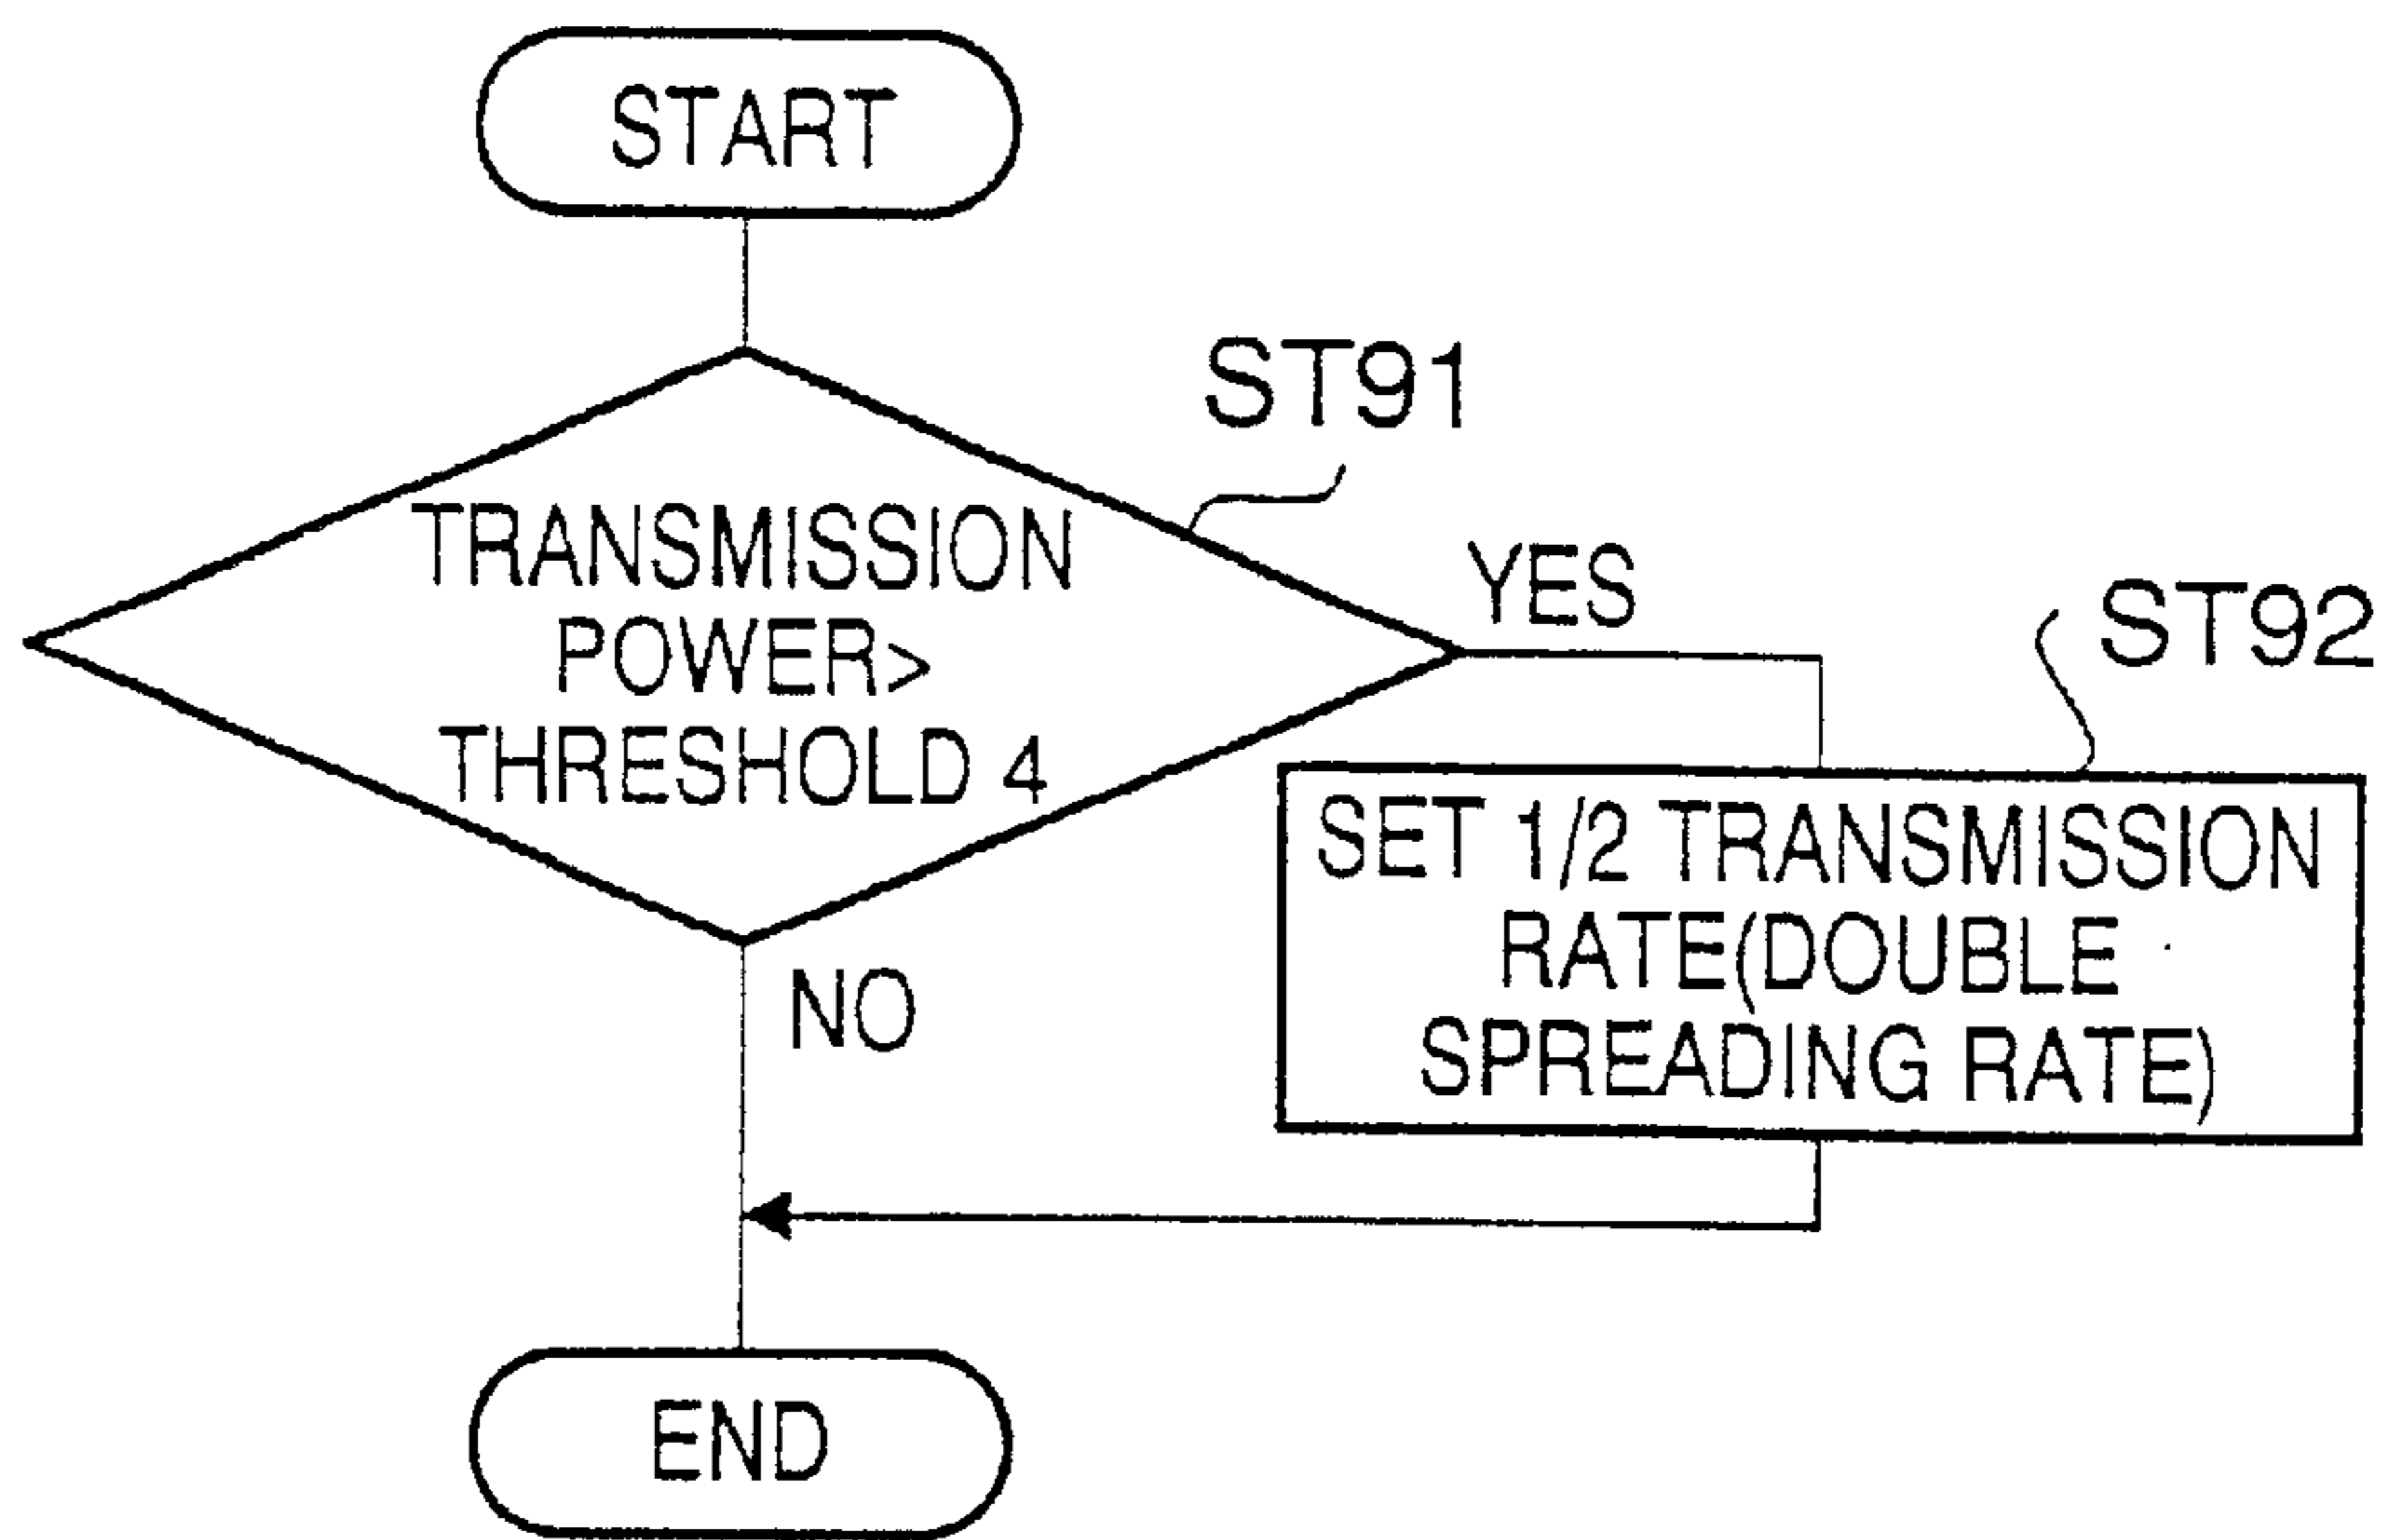 START
ST91
TRANSMISSION
POWER>
THRESHOLD 4
YES
ST92
SET 1/2 TRANSMISSION
RATE(DOUBLE
SPREADING RATE)
NO
END